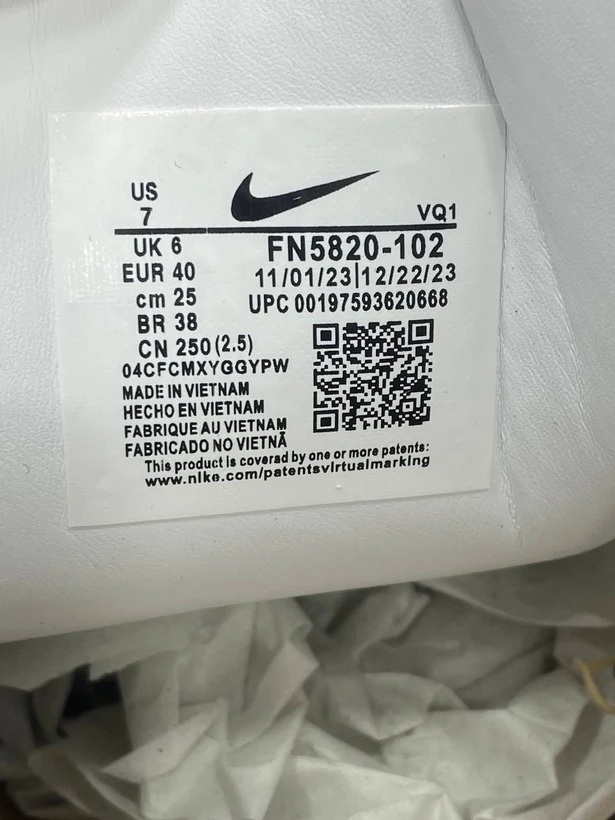 US
7
VQ1
UK 6
FN5820-102
EUR 40
11/01/23|12/22/23
cm 25
UPC 00197593620668
BR 38
CN 250 (2.5)
04CFCMXYGGYPW
MADE IN VIETNAM
HECHO EN VIETNAM
FABRIQUE AU VIETNAM
FABRICADO NO VIETNÃ
This product is coverad by one or more patents:
www.nike.com/patentsvirtualmarking